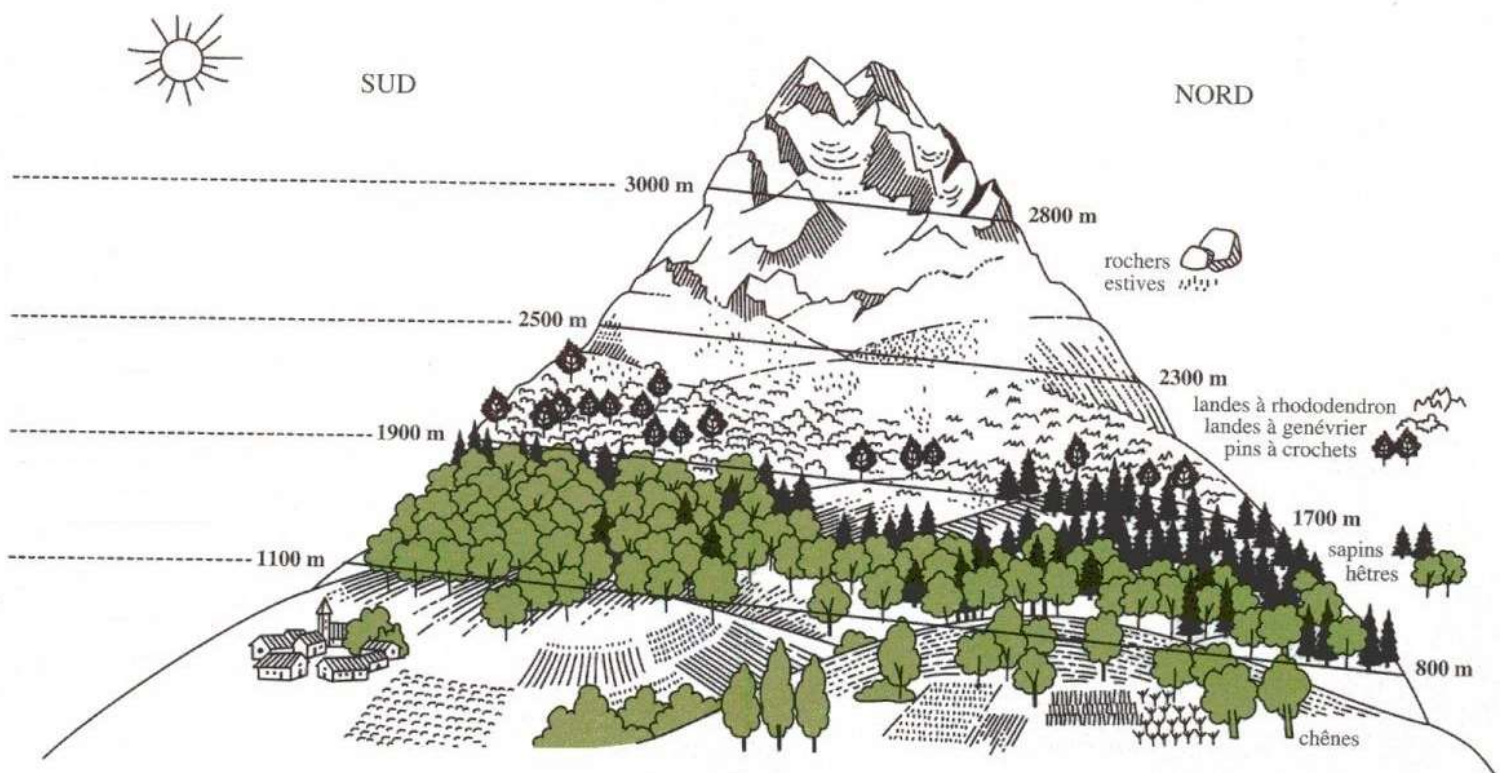 SUD
NORD
3000 m
2800 m
rochers
estives
2500 m
2300 m
landes à rhododendron
landes à genévrier
pins à crochets
1900 m
1700 m
sapins
hêtres
1100 m
800 m
chênes